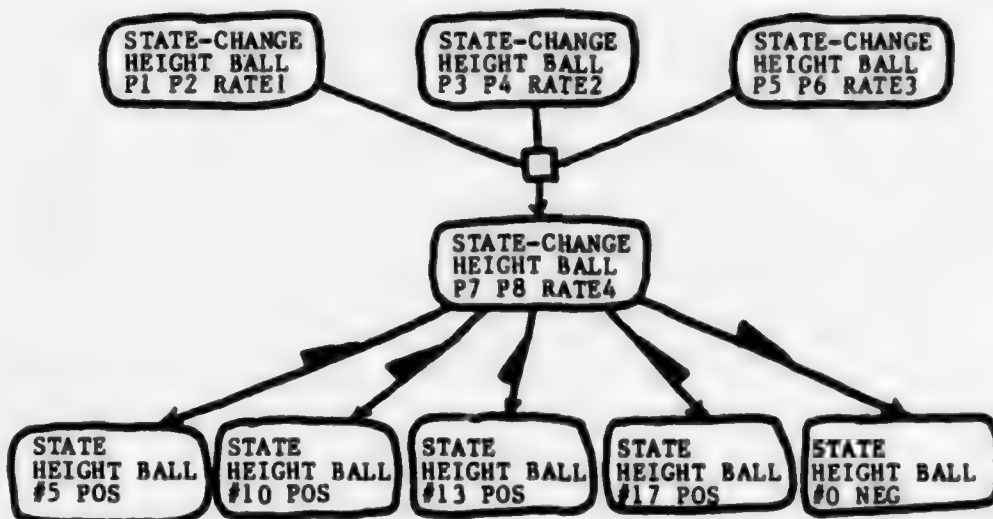 STATE-CHANGE
HEIGHT BALL
P1 P2 RATE1
STATE-CHANGE
HEIGHT BALL
P3 P4 RATE2
STATE-CHANGE
HEIGHT BALL
P5 P6 RATE3
STATE-CHANGE
HEIGHT BALL
P7 P8 RATE4
STATE
HEIGHT BALL
#5 POS
STATE
HEIGHT BALL
#10 POS
STATE
HEIGHT BALL
#13 POS
STATE
HEIGHT BALL
#17 POS
STATE
HEIGHT BALL
#0 NEG